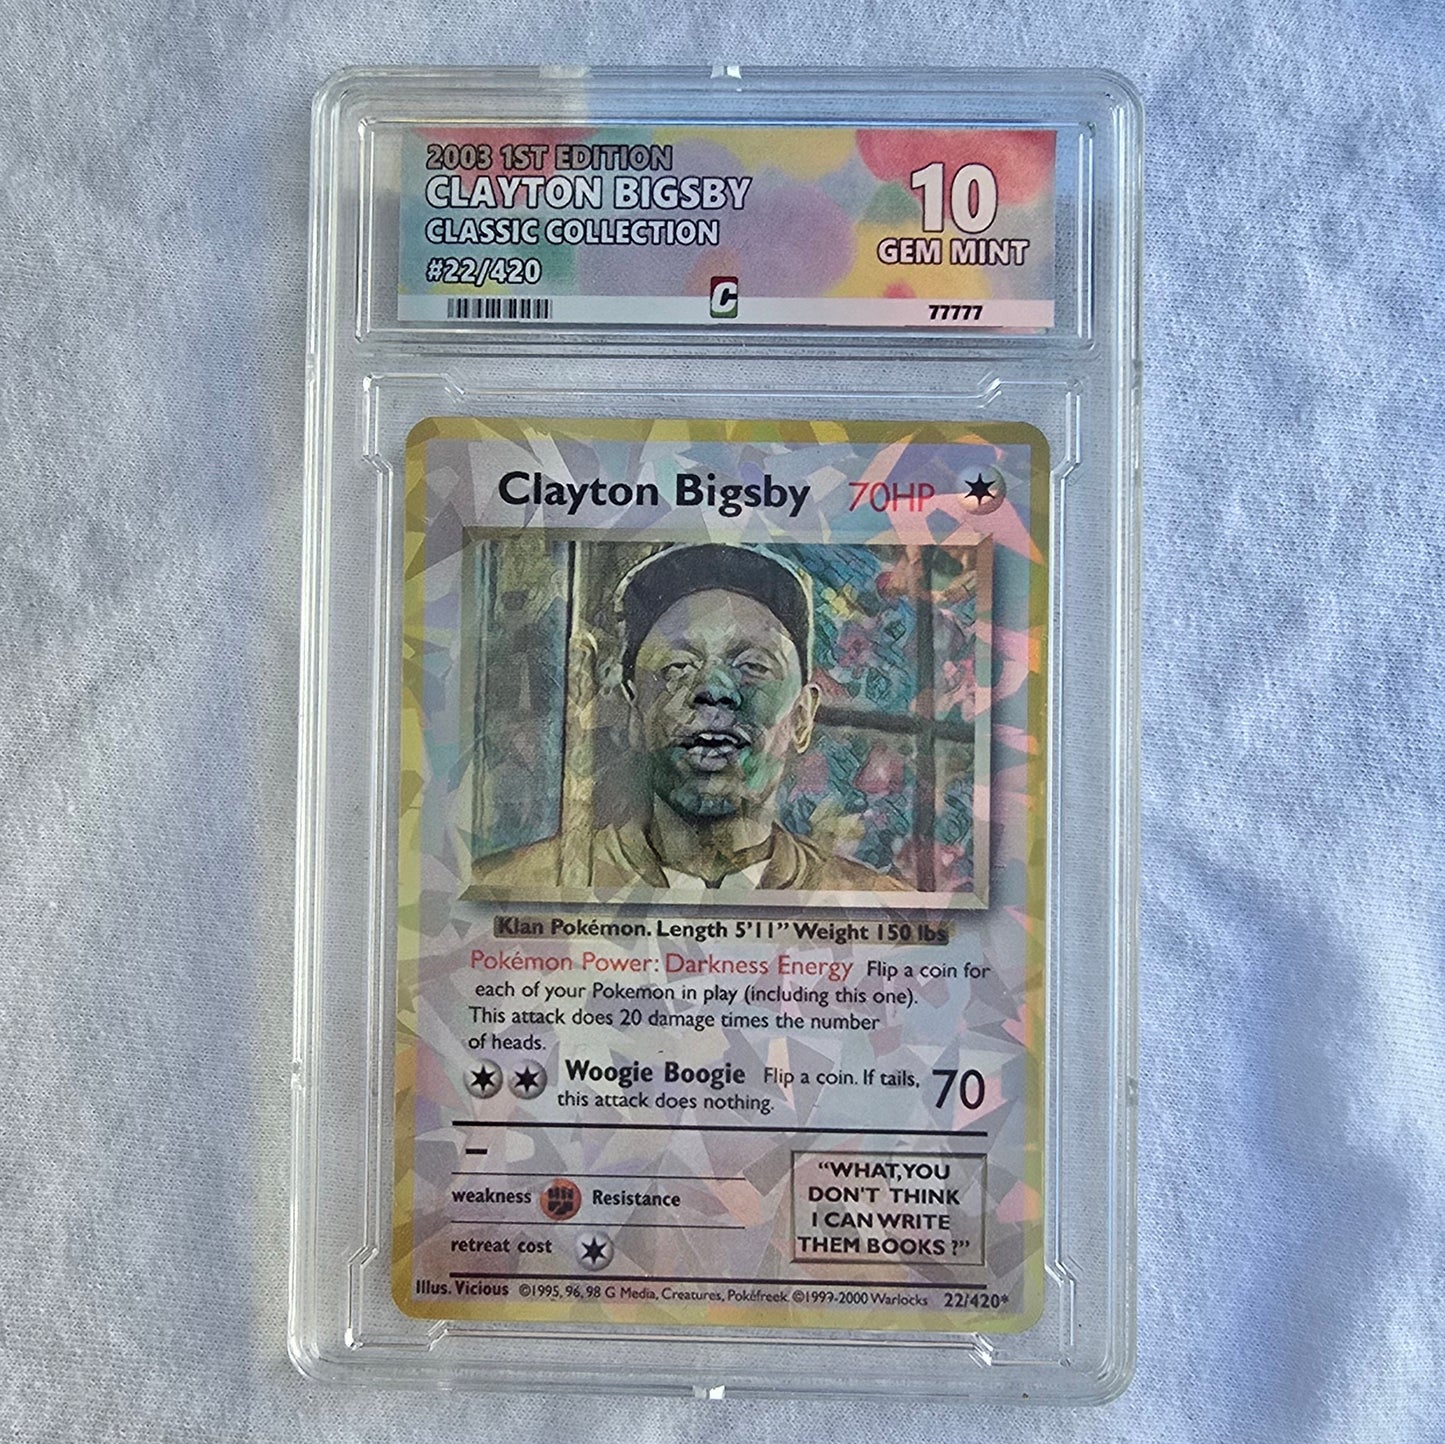 2003 1ST EDITION
CLAYTON BIGSBY
CLASSIC COLLECTION
#22/420
10
GEM MINT
C
77777
Clayton Bigsby 70HP
Klan Pokémon. Length 5'11" Weight 150 lbs
Pokémon Power: Darkness Energy Flip a coin for
each of your Pokemon in play (including this one).
This attack does 20 damage times the number
of heads.
Woogie Boogie Flip a coin. If tails, 70
this attack does nothing.
weakness Resistance
retreat cost
"WHAT, YOU
DON'T THINK
I CAN WRITE
THEM BOOKS ?"
Illus. Vicious ©1995, 96, 98 G Media, Creatures, Pokéfreek. ©1997-2000 Warlocks 22/420*